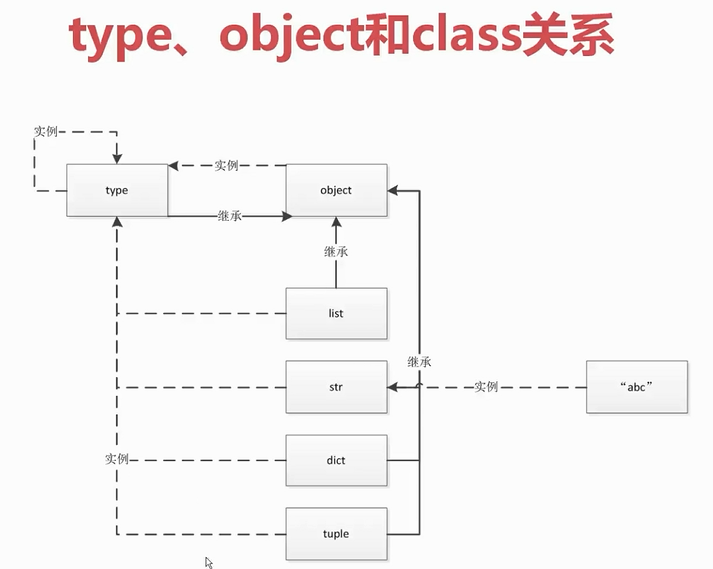 type、object和class关系
实例
type
实例
object
继承
继承
list
继承
str
实例
“abc”
实例
dict
tuple